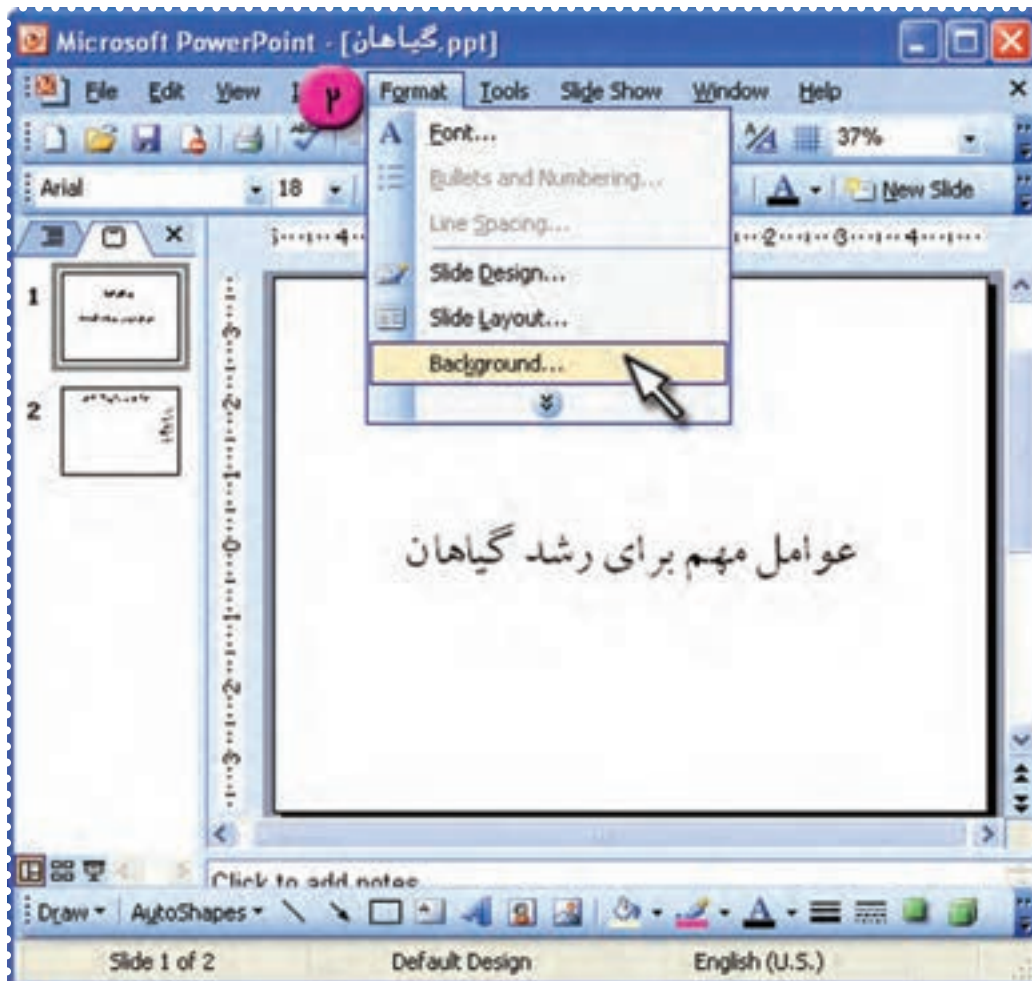 Microsoft PowerPoint - [گیاهان.ppt]
File Edit View I ۲ Format Tools Slide Show Window Help
37%
Arial 18 A New Slide
A Font...
Bullets and Numbering...
Line Spacing...
Slide Design...
Slide Layout...
Background...
1
2
عوامل مهم برای رشد گیاهان
Click to add notes
Draw AutoShapes A
Slide 1 of 2 Default Design English (U.S.)